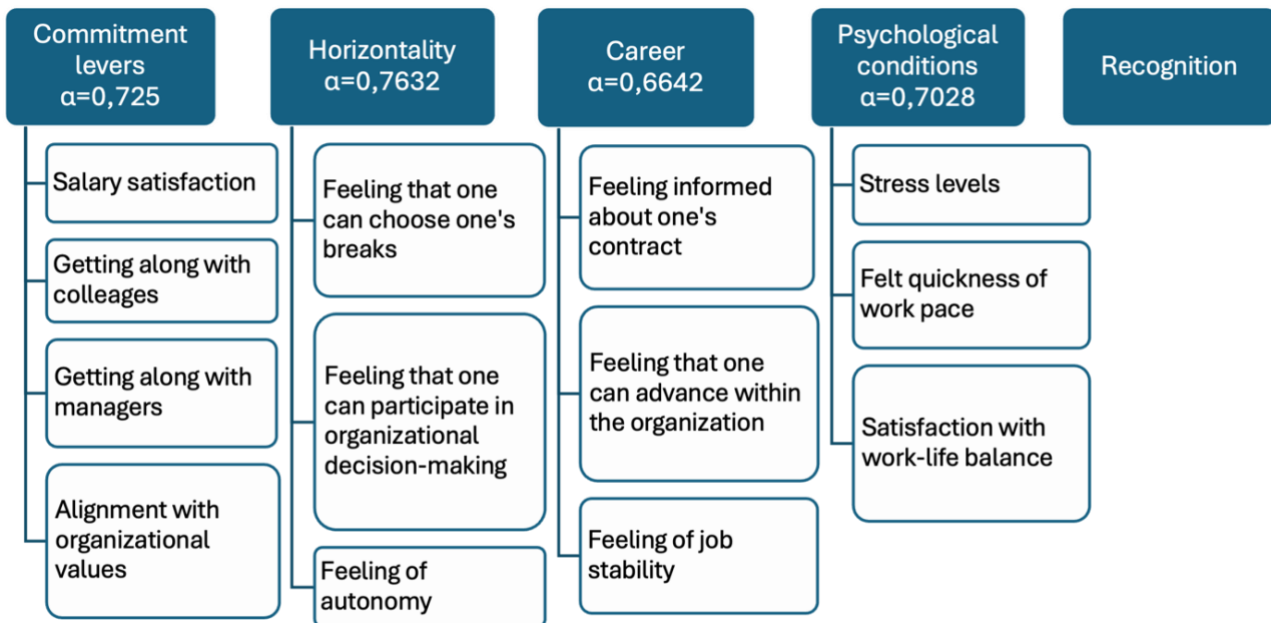 Commitment
levers
α=0,725
Salary satisfaction
Getting along with
colleages
Getting along with
managers
Alignment with
organizational
values
Horizontality
α=0,7632
Feeling that one
can choose one's
breaks
Feeling that one
can participate in
organizational
decision-making
Feeling of
autonomy
Career
α=0,6642
Feeling informed
about one's
contract
Feeling that one
can advance within
the organization
Feeling of job
stability
Psychological
conditions
α=0,7028
Stress levels
Felt quickness of
work pace
Satisfaction with
work-life balance
Recognition